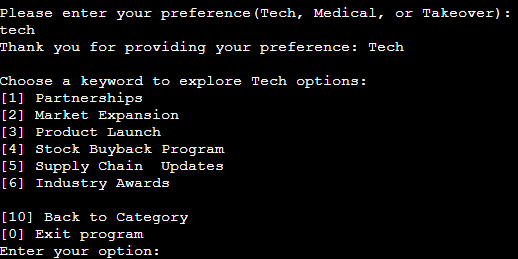 Please enter your preference(Tech, Medical, or Takeover):
tech
Thank you for providing your preference: Tech
Choose a keyword to explore Tech options:
[1] Partnerships
[2] Market Expansion
[3] Product Launch
[4] Stock Buyback Program
[5] Supply Chain  Updates
[6] Industry Awards
[10] Back to Category
[0] Exit program
Enter your option: